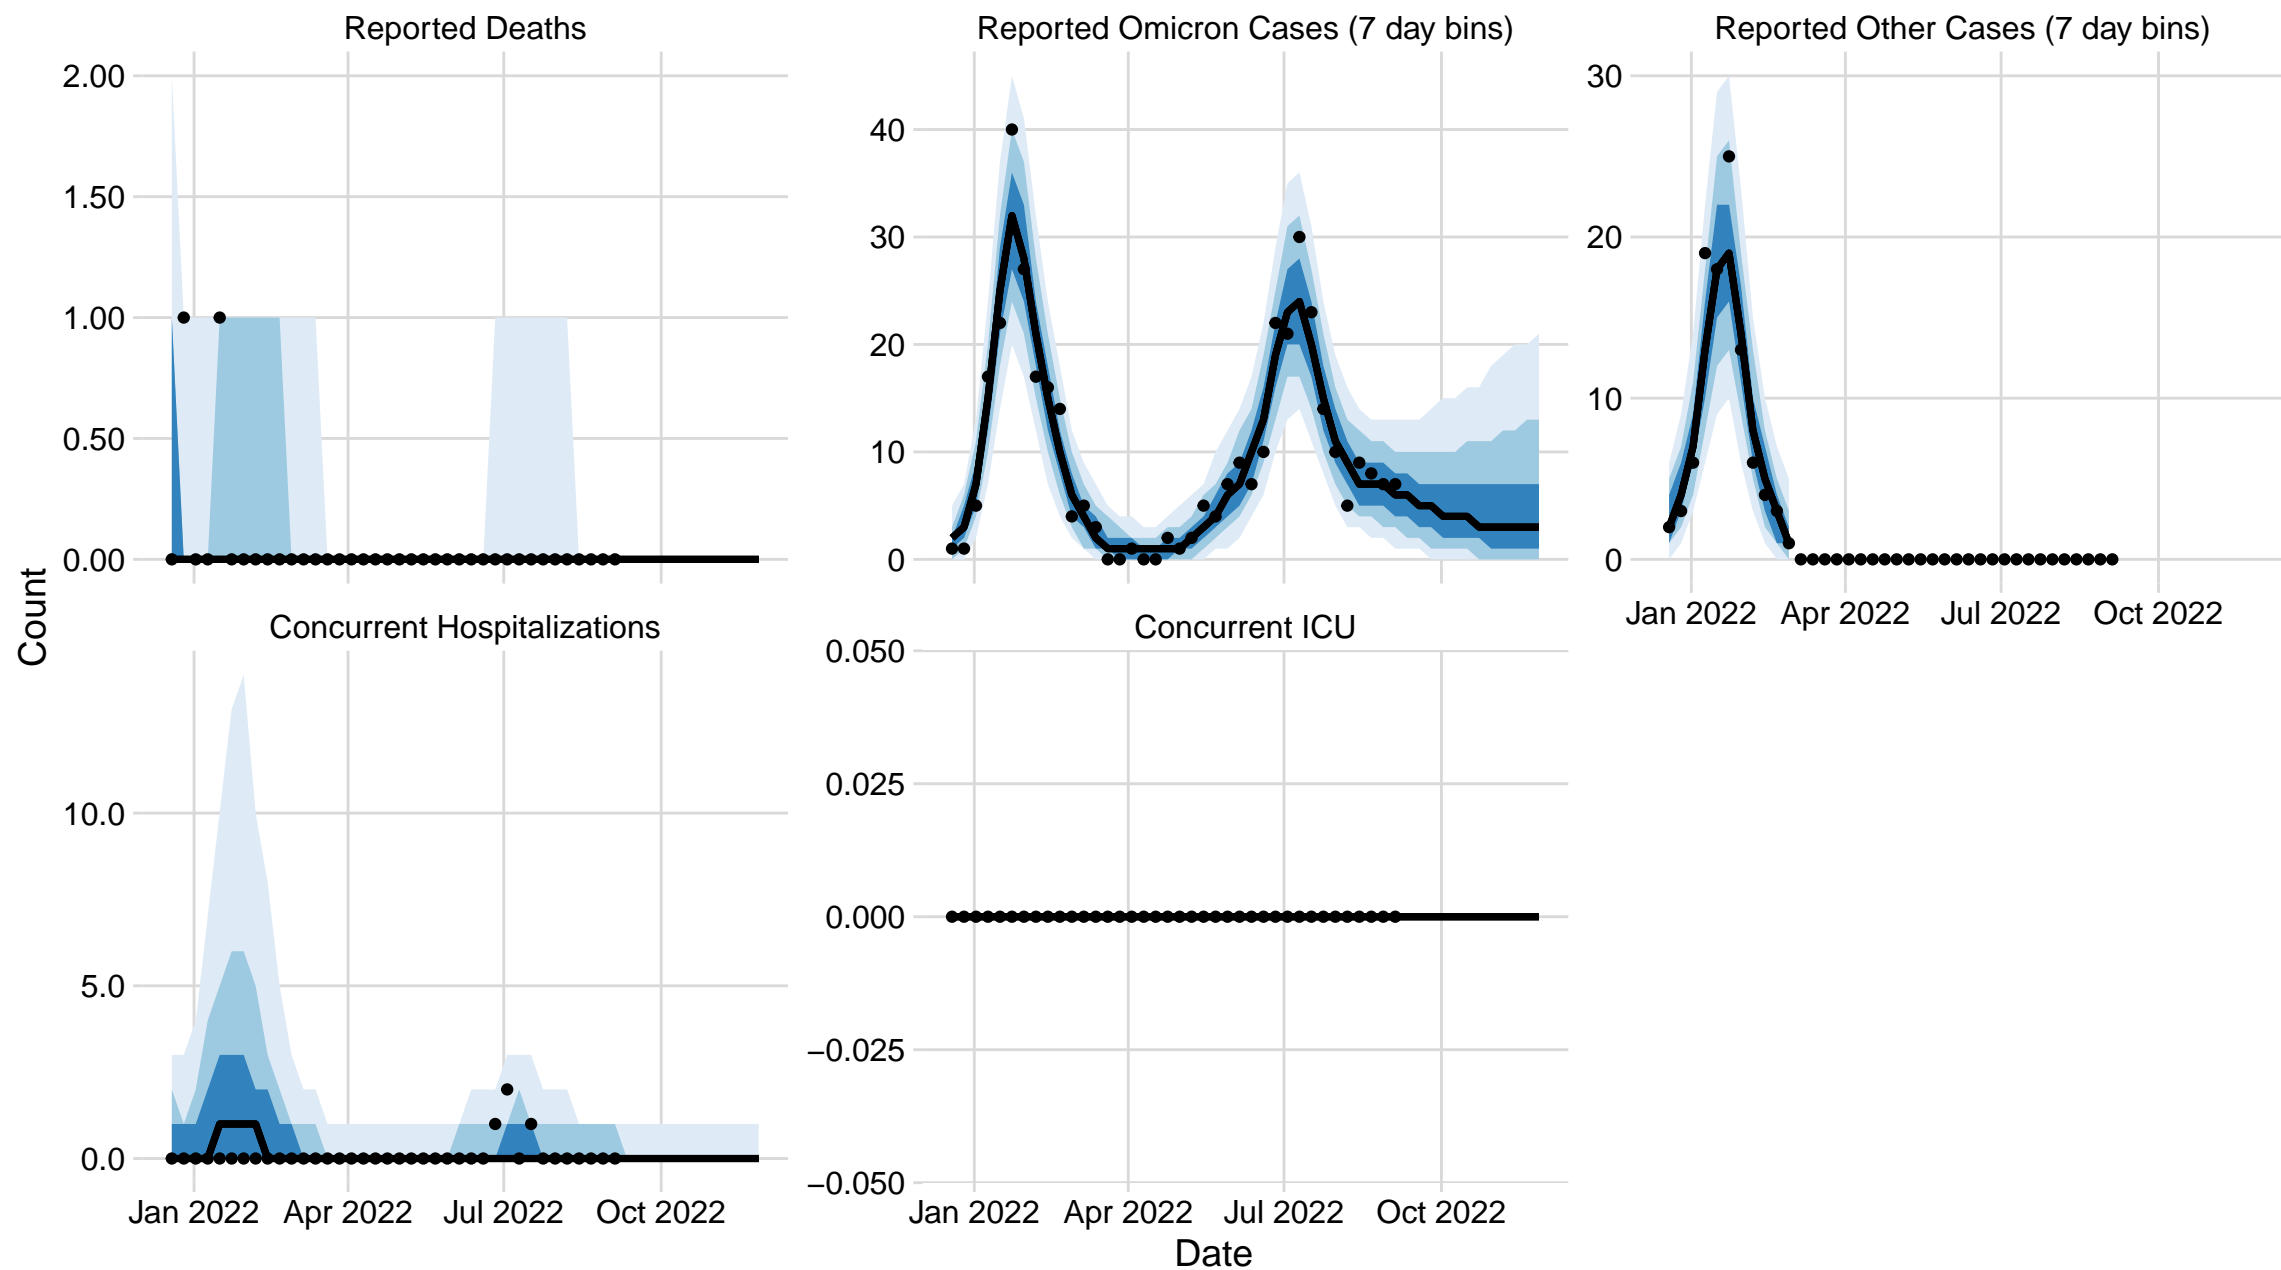 Reported Deaths
Reported Omicron Cases (7 day bins)
Reported Other Cases (7 day bins)
2.00
1.50
1.00
0.50
0.00
40
30
20
10
0
30
20
10
0
Jan 2022 Apr 2022 Jul 2022 Oct 2022
Count
Concurrent Hospitalizations
Concurrent ICU
10.0
5.0
0.0
0.050
0.025
0.000
−0.025
−0.050
Jan 2022 Apr 2022 Jul 2022 Oct 2022
Jan 2022 Apr 2022 Jul 2022 Oct 2022
Date